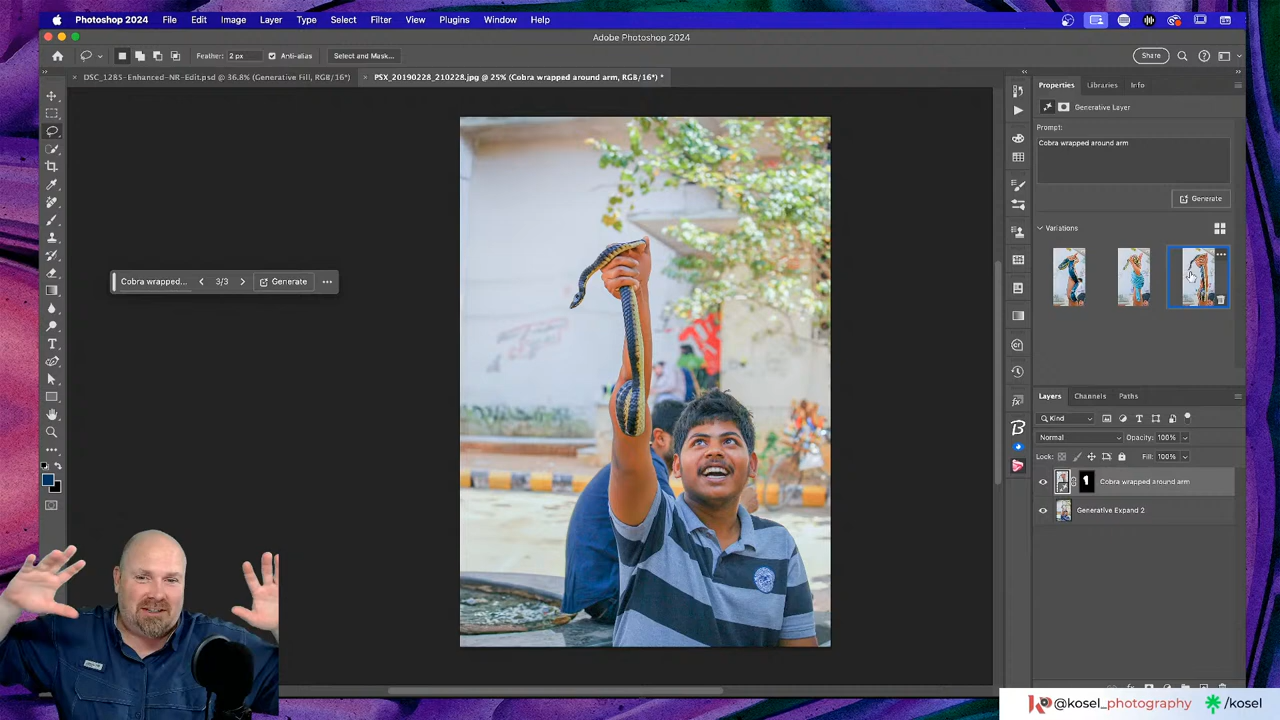 Photoshop 2024 File Edit Image Layer Type Select Filter View Plugins Window Help
Adobe Photoshop 2024
Feather: 2 px Anti-alias Select and Mask... Share
× DSC_1285-Enhanced-NR-Edit.psd @ 36.8% (Generative Fill, RGB/16*) × PSX_20190228_210228.jpg @ 25% (Cobra wrapped around arm, RGB/16*) *
Properties Libraries Info
Generative Layer
Prompt:
Cobra wrapped around arm
Generate
Variations
Cobra wrapped... 3/3 Generate
Layers Channels Paths
Kind
Normal Opacity: 100%
Lock: Fill: 100%
Cobra wrapped around arm
Generative Expand 2
@kosel_photography /kosel